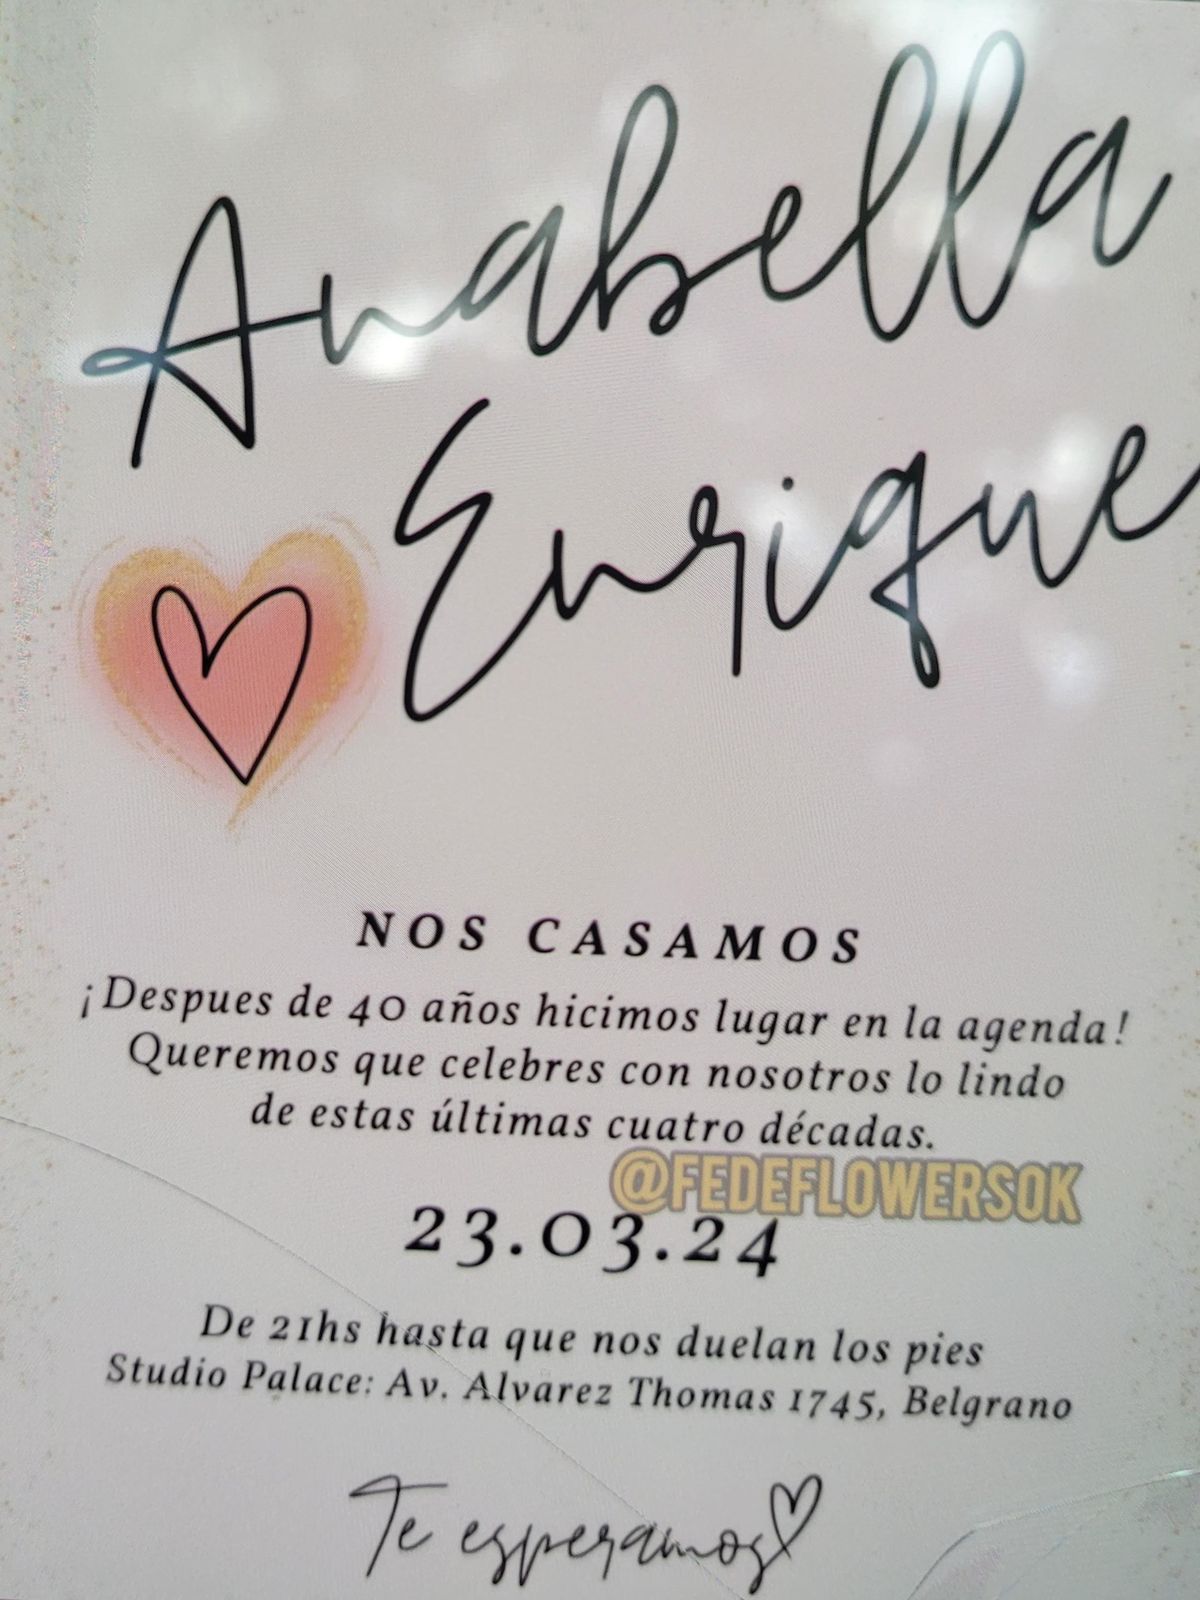 Anabella
Enrique
NOS CASAMOS
¡Despues de 40 años hicimos lugar en la agenda!
Queremos que celebres con nosotros lo lindo
de estas últimas cuatro décadas.
@FEDEFLOWERSOK
23.03.24
De 21hs hasta que nos duelan los pies
Studio Palace: Av. Alvarez Thomas 1745, Belgrano
Te esperamos